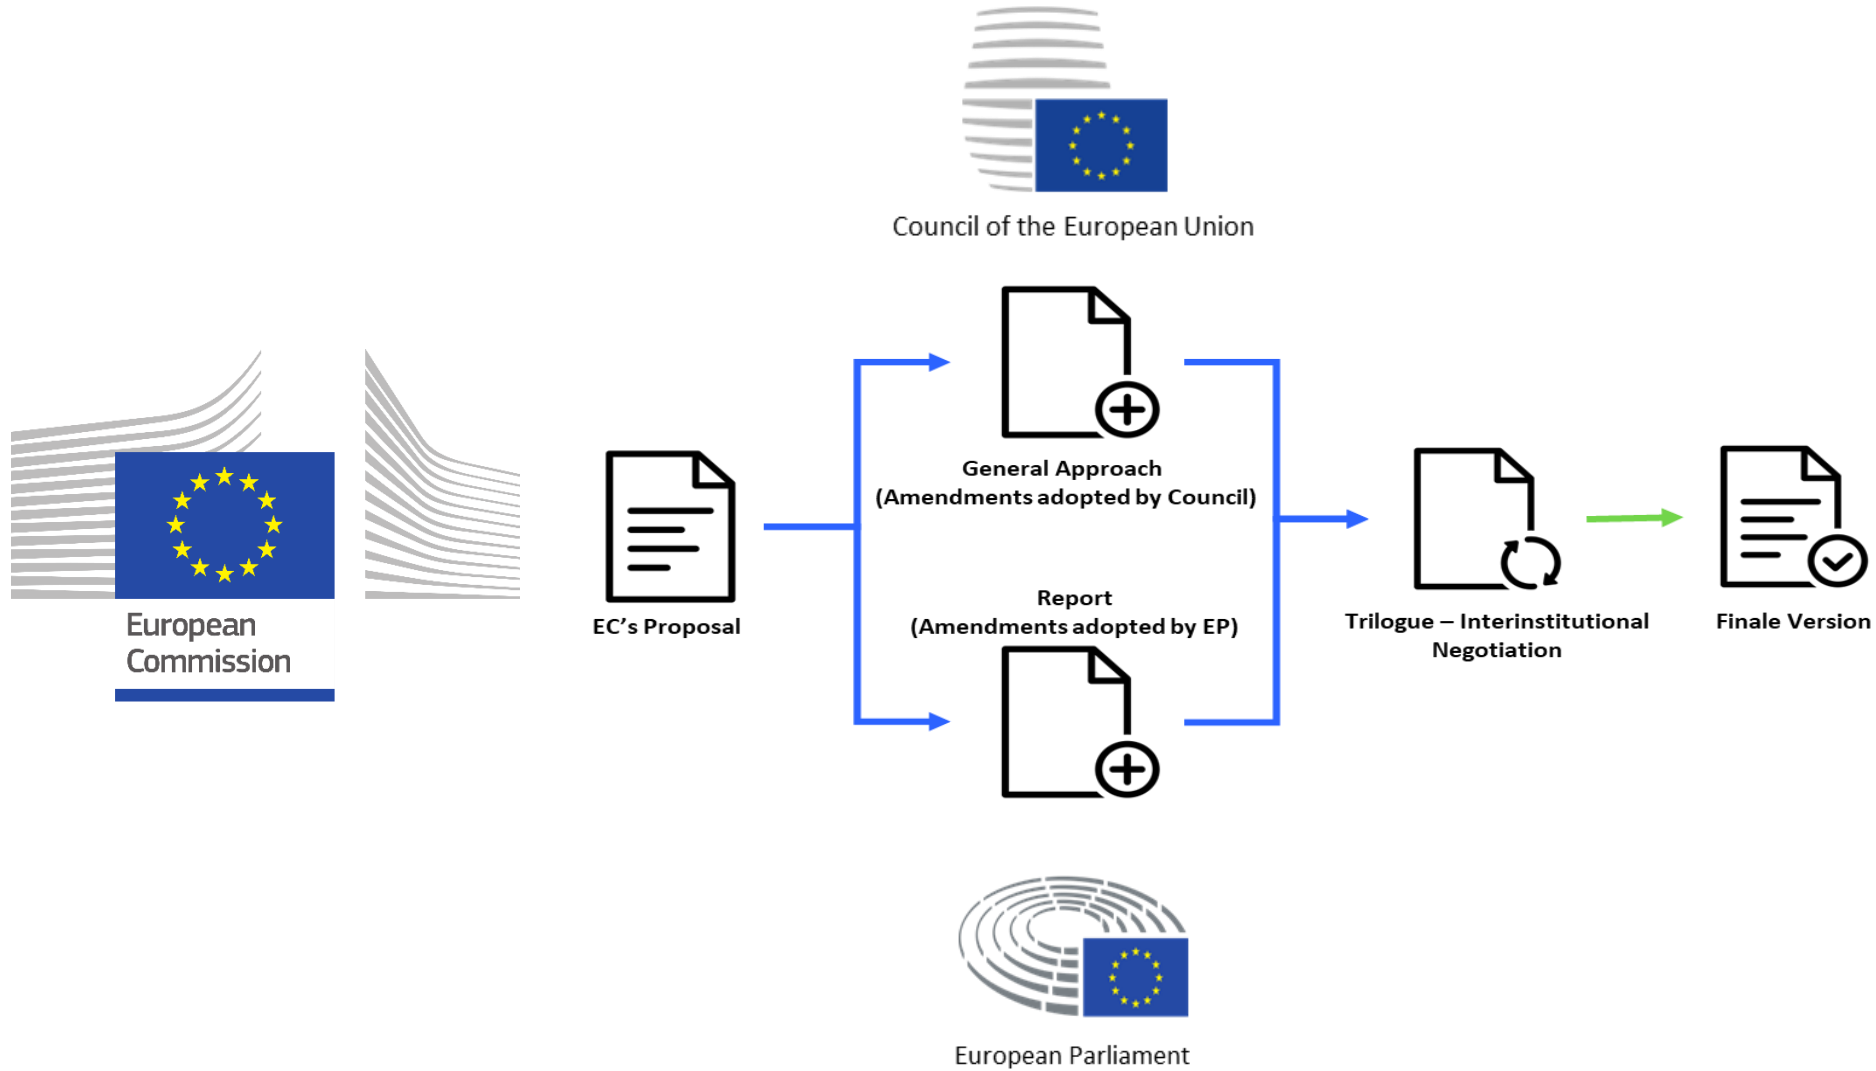 Council of the European Union
General Approach
(Amendments adopted by Council)
European
Commission
EC’s Proposal
Report
(Amendments adopted by EP)
Trilogue – Interinstitutional
Negotiation
Finale Version
European Parliament